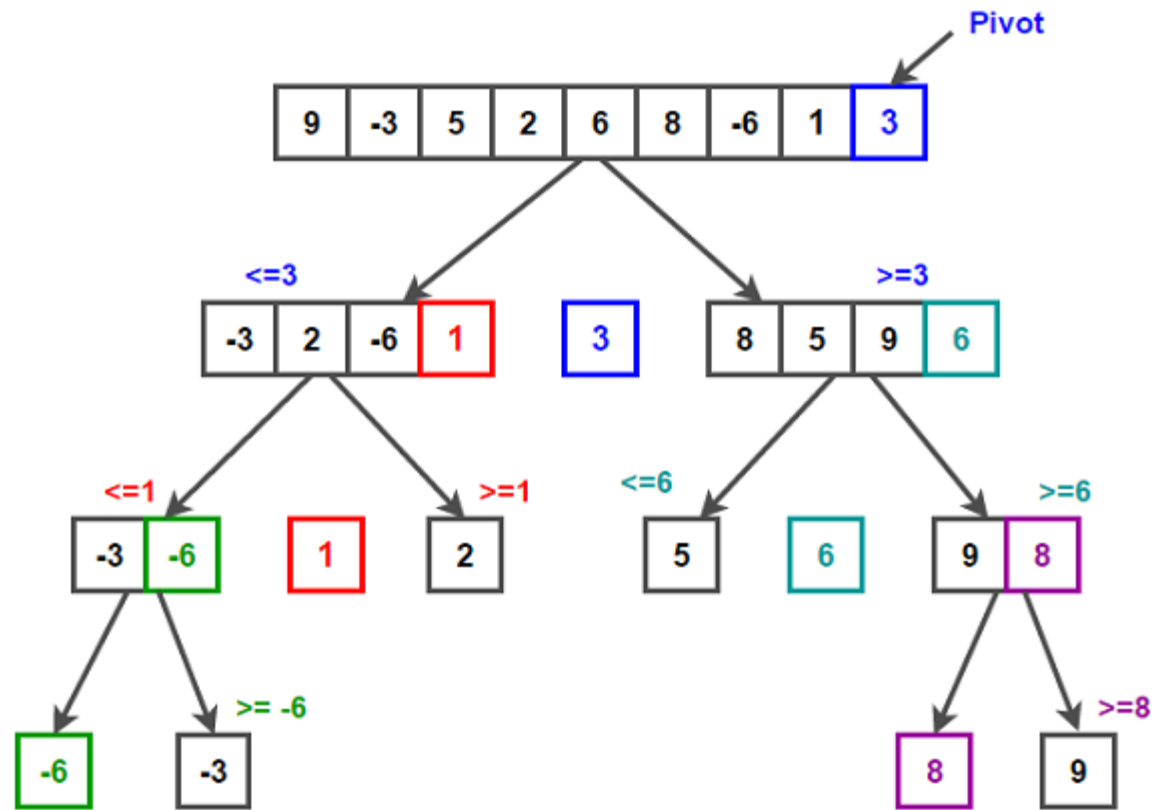 Pivot
9 -3 5 2 6 8 -6 1 3
<=3 >=3
-3 2 -6 1 3 8 5 9 6
<=1 >=1 <=6 >=6
-3 -6 1 2 5 6 9 8
>= -6 >=8
-6 -3 8 9